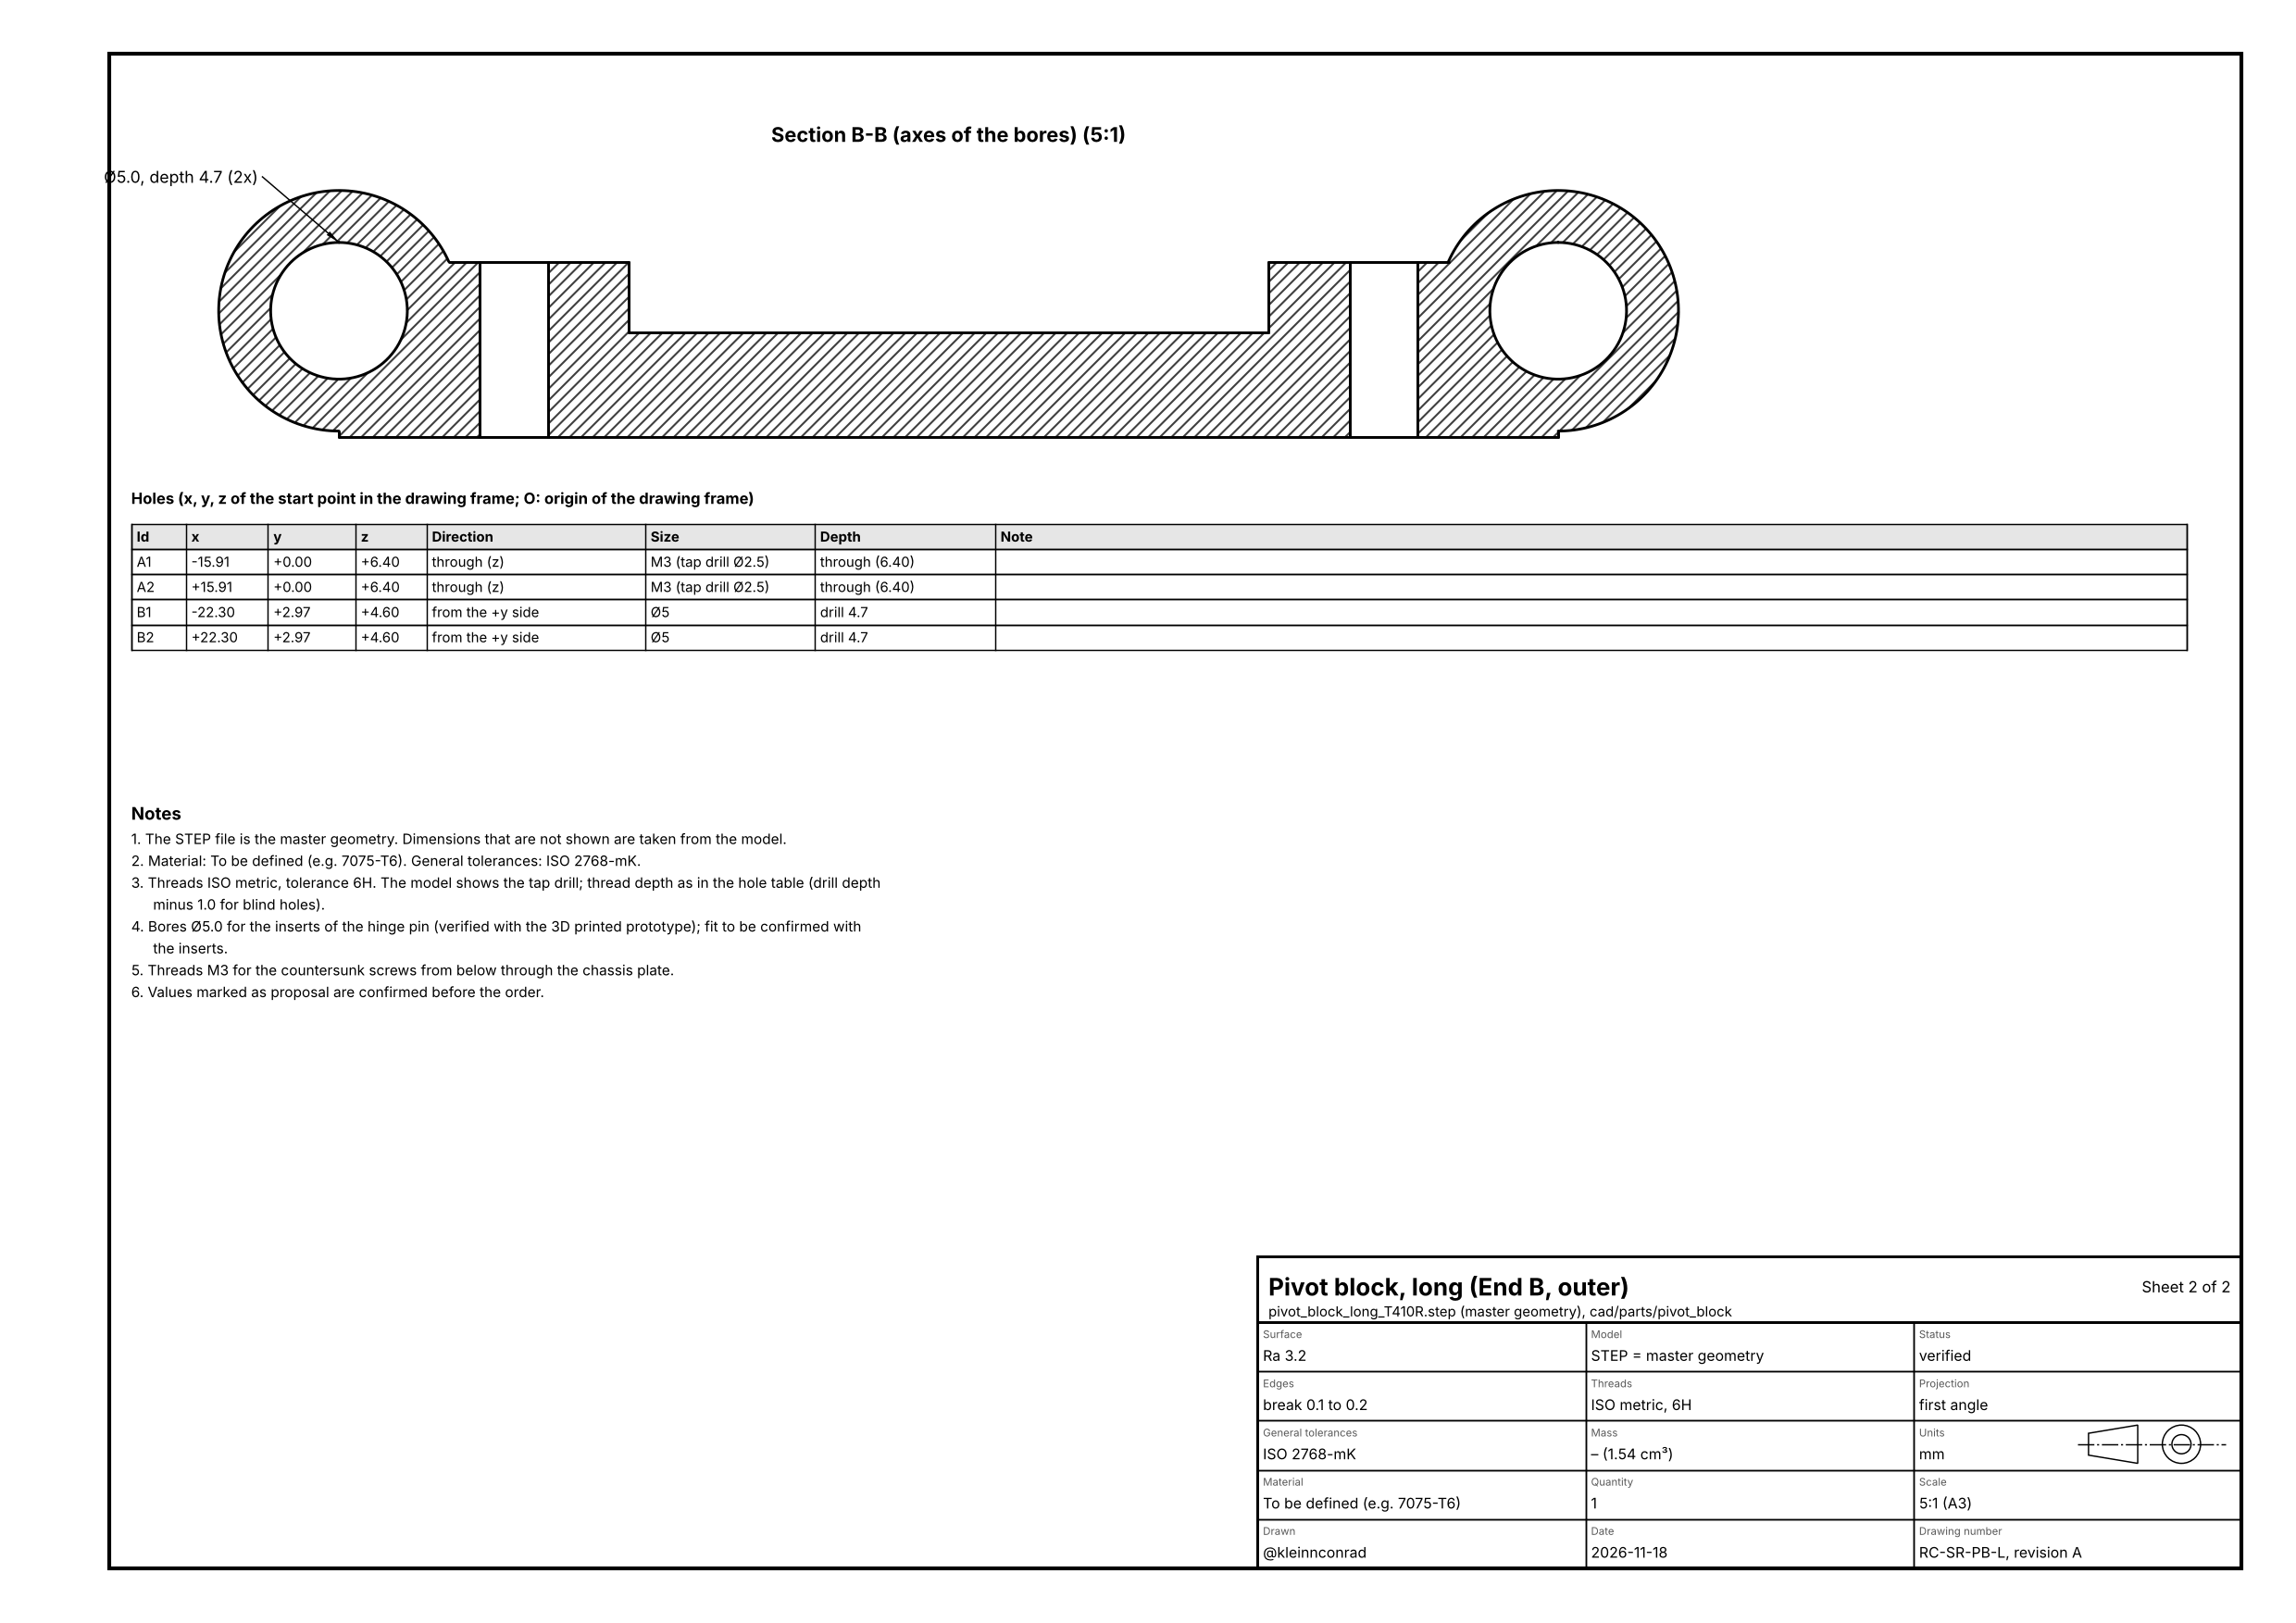 Section B-B (axes of the bores) (5:1)
Ø5.0, depth 4.7 (2x)
Holes (x, y, z of the start point in the drawing frame; O: origin of the drawing frame)
Id x y z Direction Size Depth Note
A1 -15.91 +0.00 +6.40 through (z) M3 (tap drill Ø2.5) through (6.40)
A2 +15.91 +0.00 +6.40 through (z) M3 (tap drill Ø2.5) through (6.40)
B1 -22.30 +2.97 +4.60 from the +y side Ø5 drill 4.7
B2 +22.30 +2.97 +4.60 from the +y side Ø5 drill 4.7
Notes
1. The STEP file is the master geometry. Dimensions that are not shown are taken from the model.
2. Material: To be defined (e.g. 7075-T6). General tolerances: ISO 2768-mK.
3. Threads ISO metric, tolerance 6H. The model shows the tap drill; thread depth as in the hole table (drill depth
minus 1.0 for blind holes).
4. Bores Ø5.0 for the inserts of the hinge pin (verified with the 3D printed prototype); fit to be confirmed with
the inserts.
5. Threads M3 for the countersunk screws from below through the chassis plate.
6. Values marked as proposal are confirmed before the order.
Pivot block, long (End B, outer) Sheet 2 of 2
pivot_block_long_T410R.step (master geometry), cad/parts/pivot_block
Surface Model Status
Ra 3.2 STEP = master geometry verified
Edges Threads Projection
break 0.1 to 0.2 ISO metric, 6H first angle
General tolerances Mass Units
ISO 2768-mK – (1.54 cm³) mm
Material Quantity Scale
To be defined (e.g. 7075-T6) 1 5:1 (A3)
Drawn Date Drawing number
@kleinnconrad 2026-11-18 RC-SR-PB-L, revision A